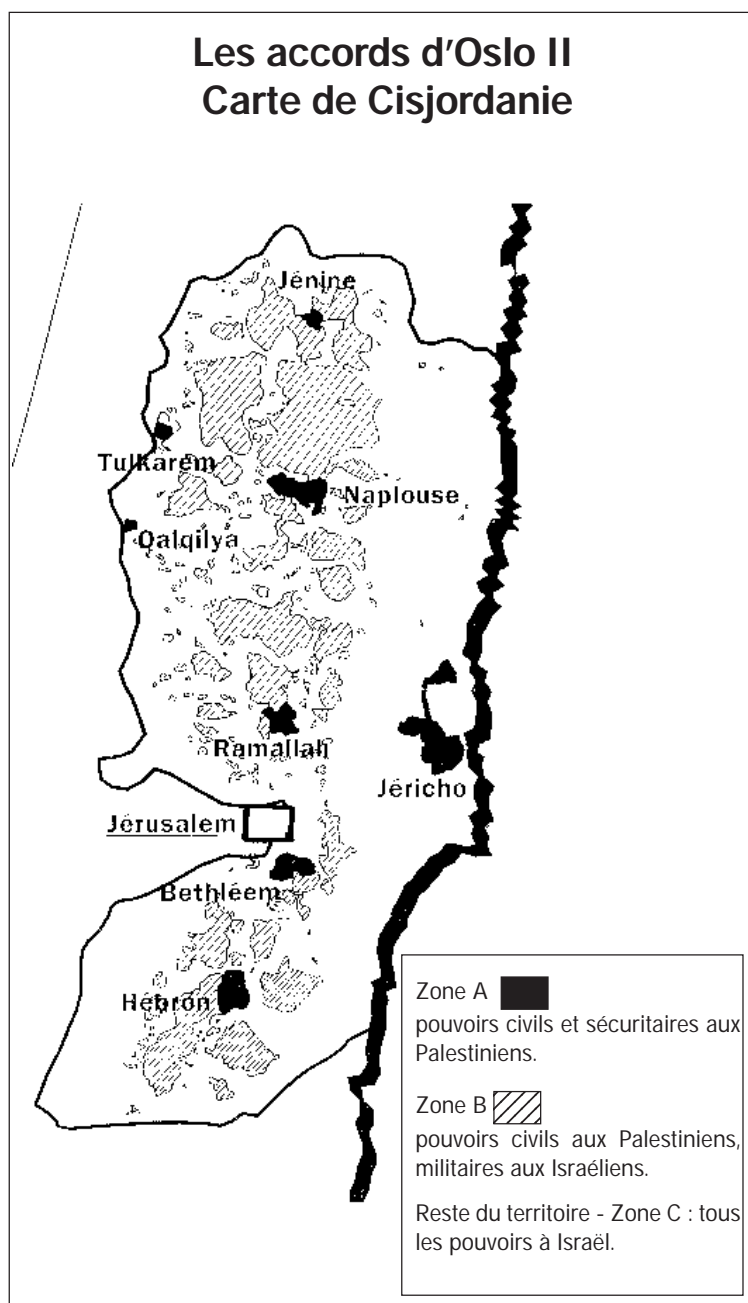 Les accords d'Oslo II
Carte de Cisjordanie
Jénine
Tulkarem
Naplouse
Qalqilya
Ramallah
Jéricho
Jérusalem
Bethléem
Hébron
Zone A
pouvoirs civils et sécuritaires aux
Palestiniens.
Zone B
pouvoirs civils aux Palestiniens,
militaires aux Israéliens.
Reste du territoire - Zone C : tous
les pouvoirs à Israël.